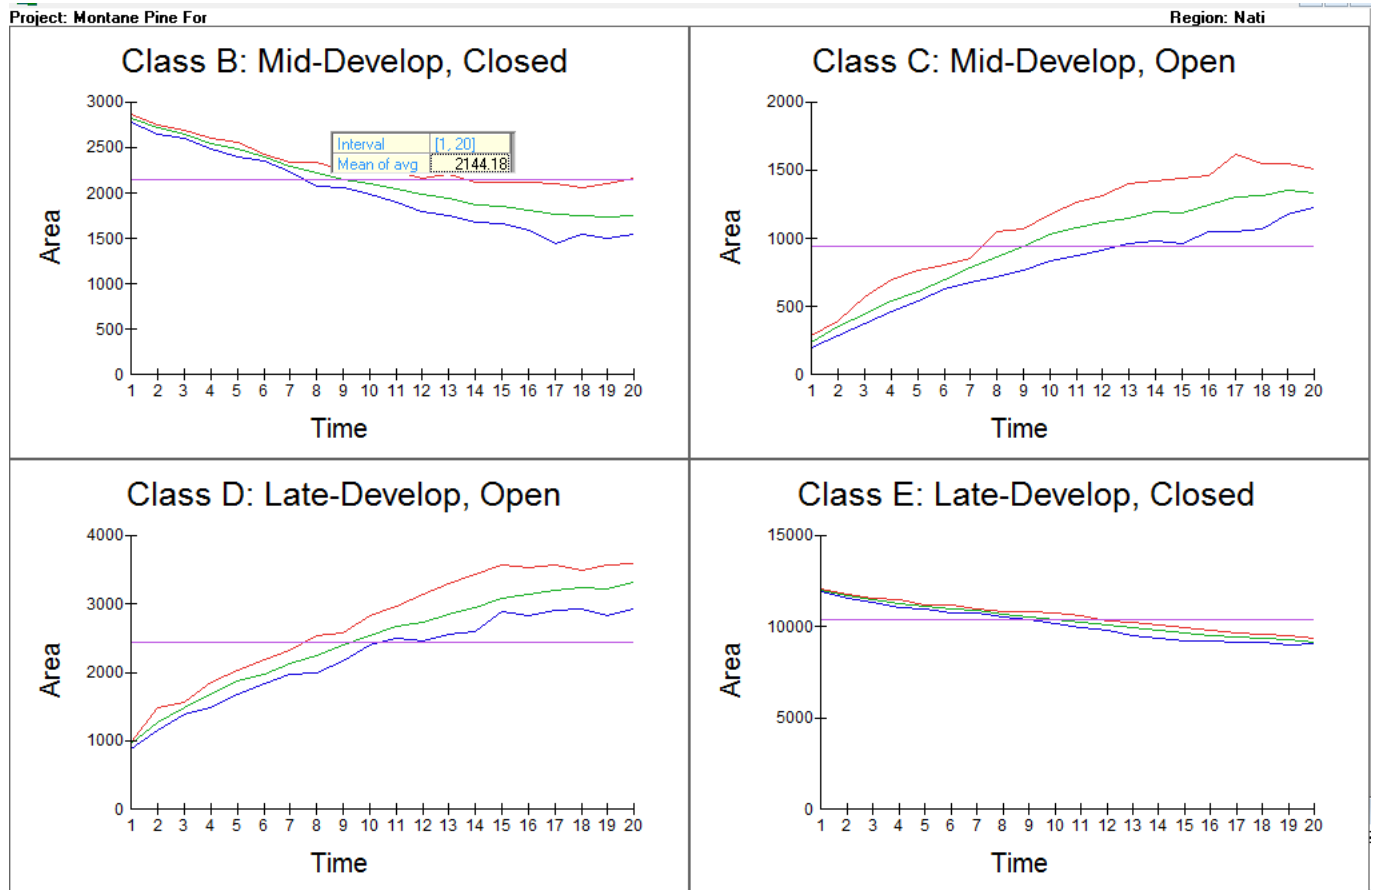 Project: Montane Pine For
Region: Nati
Class B: Mid-Develop, Closed
3000
2500
2000
1500
1000
500
0
Area
Interval [1, 20]
Mean of avg 2144.18
1 2 3 4 5 6 7 8 9 10 11 12 13 14 15 16 17 18 19 20
Time
Class C: Mid-Develop, Open
2000
1500
1000
500
0
Area
1 2 3 4 5 6 7 8 9 10 11 12 13 14 15 16 17 18 19 20
Time
Class D: Late-Develop, Open
4000
3000
2000
1000
0
Area
1 2 3 4 5 6 7 8 9 10 11 12 13 14 15 16 17 18 19 20
Time
Class E: Late-Develop, Closed
15000
10000
5000
0
Area
1 2 3 4 5 6 7 8 9 10 11 12 13 14 15 16 17 18 19 20
Time